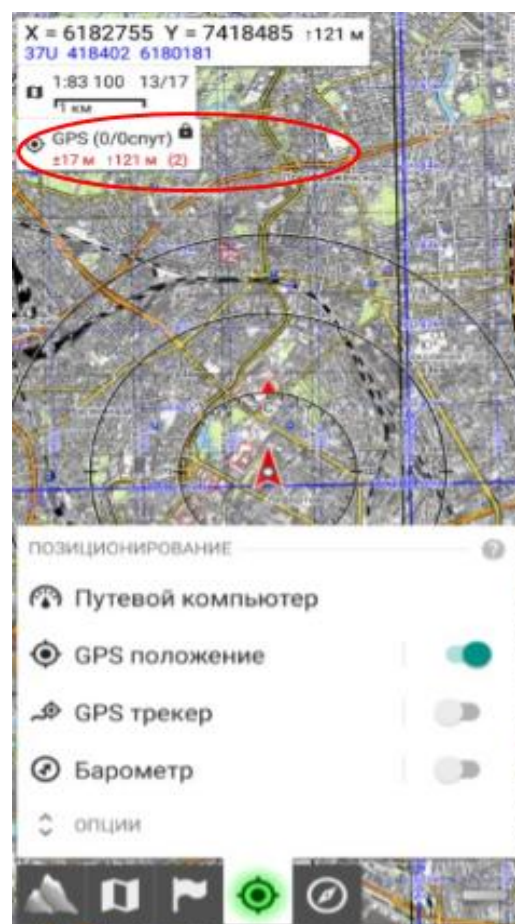 X = 6182755 Y = 7418485 ↑121 м
37U 418402 6180181
1:83 100 13/17
1 км
GPS (0/0спут)
±17 м ↑121 м (2)
ПОЗИЦИОНИРОВАНИЕ
Путевой компьютер
GPS положение
GPS трекер
Барометр
ОПЦИИ